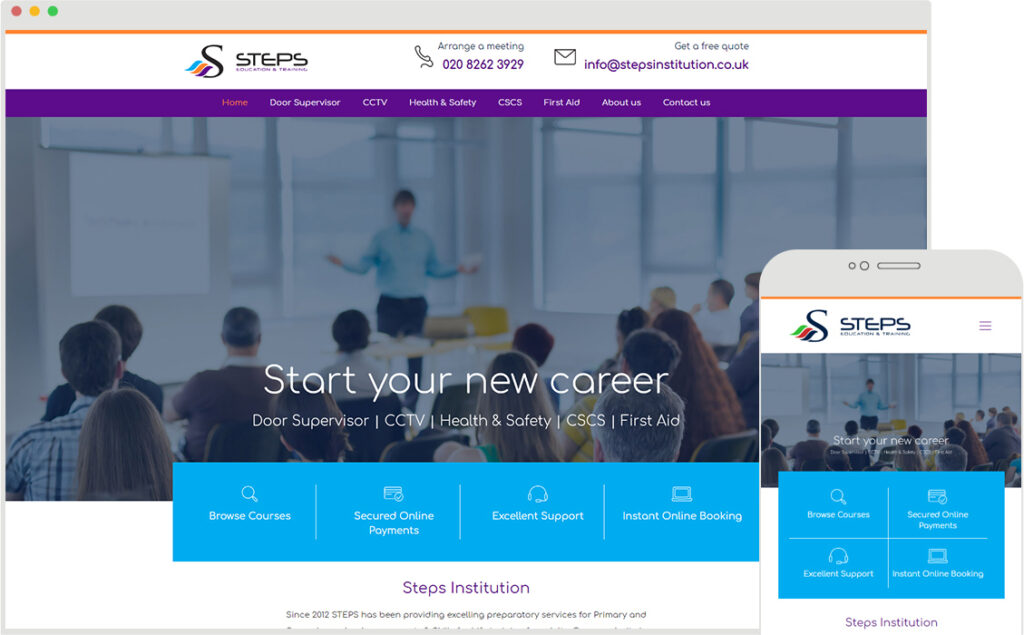 STEPS
EDUCATION & TRAINING
Arrange a meeting
020 8262 3929
Get a free quote
info@stepsinstitution.co.uk
Home Door Supervisor CCTV Health & Safety CSCS First Aid About us Contact us
Start your new career
Door Supervisor | CCTV | Health & Safety | CSCS | First Aid
Browse Courses
Secured Online
Payments
Excellent Support
Instant Online Booking
Steps Institution
Since 2012 STEPS has been providing excelling preparatory services for Primary and
STEPS
EDUCATION & TRAINING
Start your new career
Door Supervisor | CCTV | Health & Safety | CSCS | First Aid
Browse Courses
Secured Online
Payments
Excellent Support
Instant Online Booking
Steps Institution